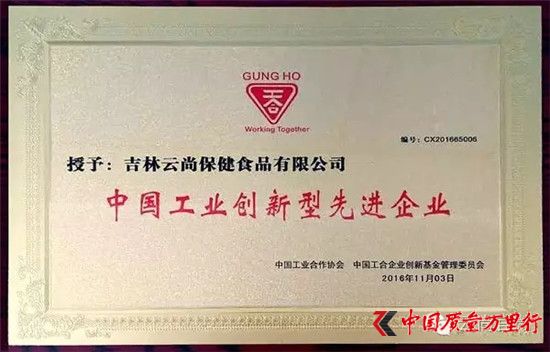 GUNG HO
工合
Working Together
编号：CX201665006
授予：吉林云尚保健食品有限公司
中国工业创新型先进企业
中国工业合作协会 中国工合企业创新基金管理委员会
2016年11月03日
中国质量万里行